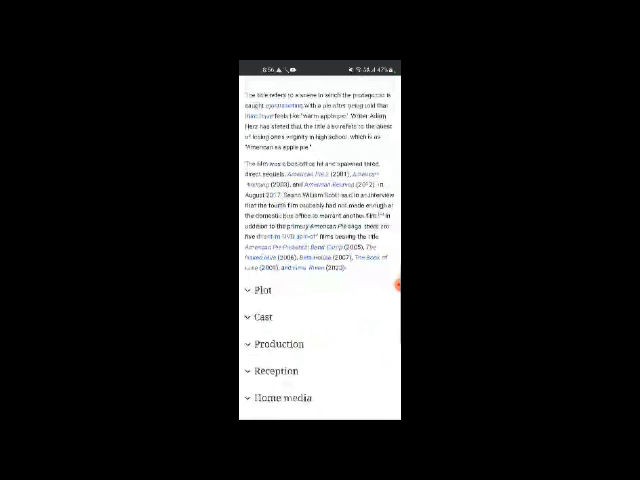 8:56
47%
The title refers to a scene in which the protagonist is
caught masturbating with a pie after being told that
third base feels like "warm apple pie." Writer Adam
Herz has stated that the title also refers to the quest
of losing one's virginity in high school, which is as
"American as apple pie."
The film was a box office hit and spawned three
direct sequels: American Pie 2 (2001), American
Wedding (2003), and American Reunion (2012). In
August 2017, Seann William Scott said in an interview
that the fourth film probably had not made enough at
the domestic box office to warrant another film. In
addition to the primary American Pie saga, there are
five direct-to-DVD spin-off films bearing the title
American Pie Presents: Band Camp (2005), The
Naked Mile (2006), Beta House (2007), The Book of
Love (2009), and Girls' Rules (2020).
Plot
Cast
Production
Reception
Home media